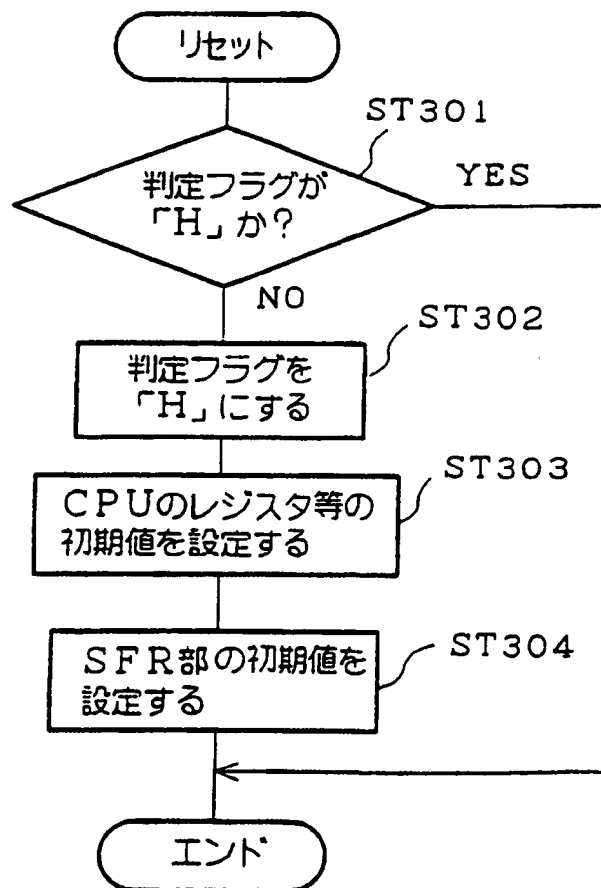 リセット
ST301
判定フラグが
「H」か?
YES
NO
ST302
判定フラグを
「H」にする
ST303
CPUのレジスタ等の
初期値を設定する
ST304
SFR部の初期値を
設定する
エンド